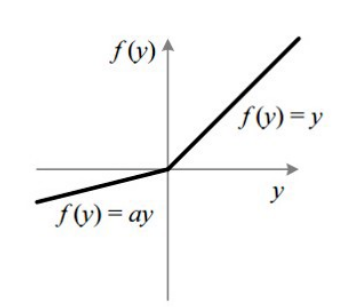 f(y)
f(y) = y
y
f(y) = ay